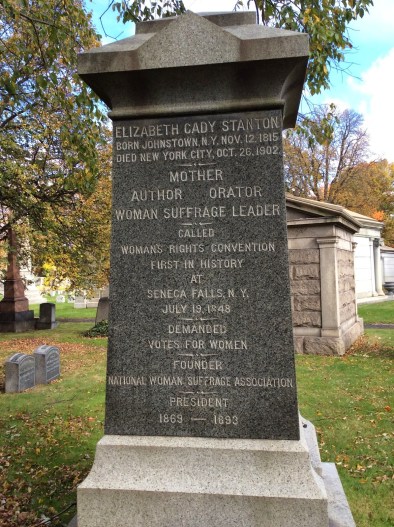 ELIZABETH CADY STANTON
BORN JOHNSTOWN, N.Y. NOV. 12, 1815
DIED NEW YORK CITY, OCT. 26, 1902.
MOTHER
AUTHOR ORATOR
WOMAN SUFFRAGE LEADER
CALLED
WOMAN'S RIGHTS CONVENTION
FIRST IN HISTORY
AT
SENECA FALLS, N.Y.
JULY 19, 1848
DEMANDED
VOTES FOR WOMEN
FOUNDER
NATIONAL WOMAN SUFFRAGE ASSOCIATION
PRESIDENT
1869 — 1893